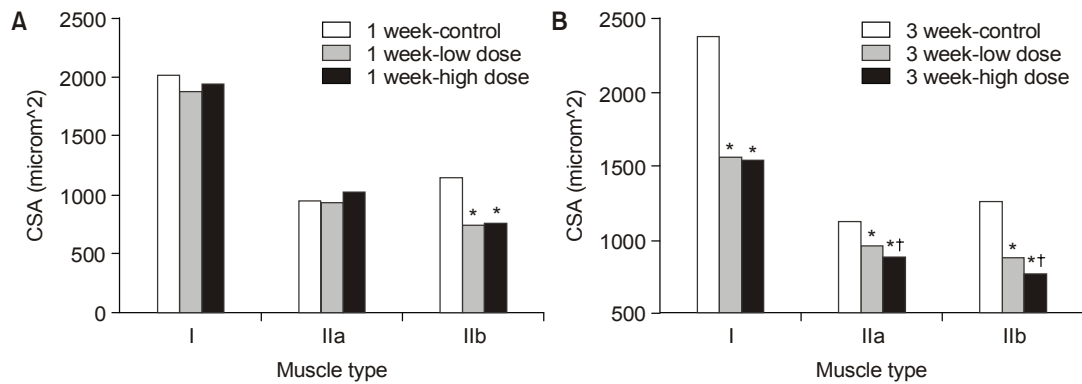 A
CSA (microm^2)
2500
2000
1500
1000
500
0
1 week-control
1 week-low dose
1 week-high dose
* *
I IIa IIb
Muscle type
B
CSA (microm^2)
2500
2000
1500
1000
500
3 week-control
3 week-low dose
3 week-high dose
* *
* *†
* *†
I IIa IIb
Muscle type